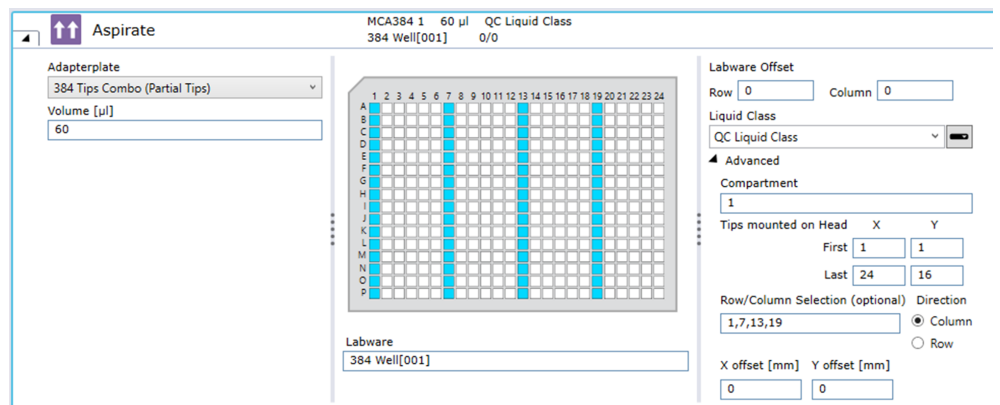 Aspirate
MCA384 1 60 µl QC Liquid Class
384 Well[001] 0/0
Adapterplate
384 Tips Combo (Partial Tips)
Volume [µl]
60
1 2 3 4 5 6 7 8 9 10 11 12 13 14 15 16 17 18 19 20 21 22 23 24
A
B
C
D
E
F
G
H
I
J
K
L
M
N
O
P
Labware
384 Well[001]
Labware Offset
Row 0 Column 0
Liquid Class
QC Liquid Class
Advanced
Compartment
1
Tips mounted on Head X Y
First 1 1
Last 24 16
Row/Column Selection (optional) Direction
1,7,13,19 Column
Row
X offset [mm] Y offset [mm]
0 0